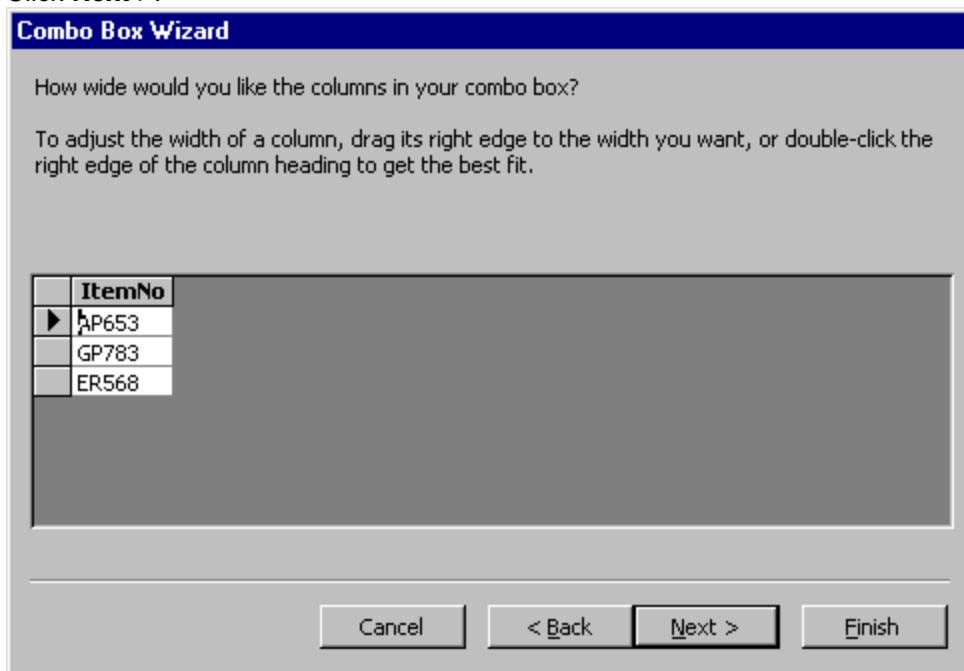 Combo Box Wizard
How wide would you like the columns in your combo box?
To adjust the width of a column, drag its right edge to the width you want, or double-click the
right edge of the column heading to get the best fit.
ItemNo
AP653
GP783
ER568
Cancel
< Back
Next >
Finish